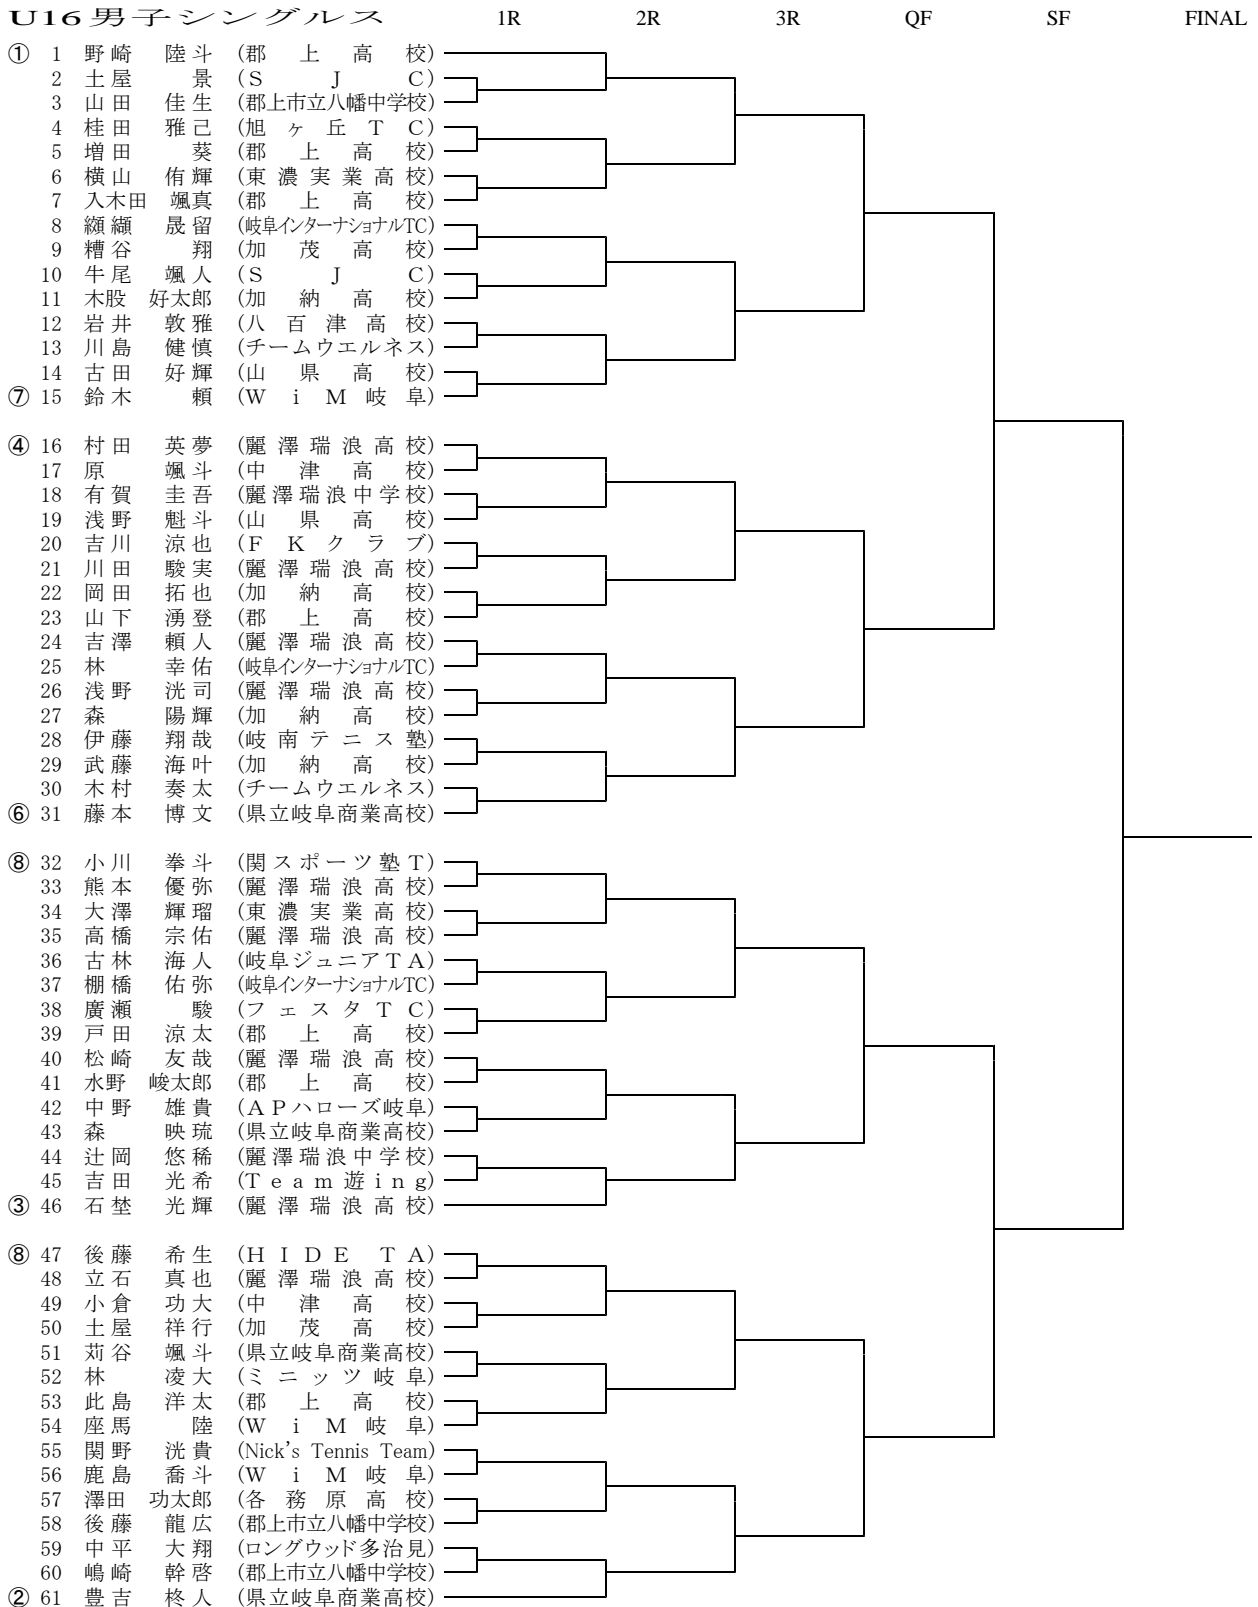 U16男子シングルス 1R 2R 3R QF SF FINAL
① 1 野崎 陸斗 (郡上高校)
2 土屋 景 (SJC)
3 山田 佳生 (郡上市立八幡中学校)
4 桂田 雅己 (旭ヶ丘TC)
5 増田 葵 (郡上高校)
6 横山 侑輝 (東濃実業高校)
7 入木田 颯真 (郡上高校)
8 纐纈 晟留 (岐阜インターナショナルTC)
9 糟谷 翔 (加茂高校)
10 牛尾 颯人 (SJC)
11 木股 好太郎 (加納高校)
12 岩井 敦雅 (八百津高校)
13 川島 健慎 (チームウエルネス)
14 古田 好輝 (山県高校)
⑦ 15 鈴木 頼 (WiM岐阜)
④ 16 村田 英夢 (麗澤瑞浪高校)
17 原 颯斗 (中津高校)
18 有賀 圭吾 (麗澤瑞浪中学校)
19 浅野 魁斗 (山県高校)
20 吉川 涼也 (FKクラブ)
21 川田 駿実 (麗澤瑞浪高校)
22 岡田 拓也 (加納高校)
23 山下 湧登 (郡上高校)
24 吉澤 頼人 (麗澤瑞浪高校)
25 林 幸佑 (岐阜インターナショナルTC)
26 浅野 洸司 (麗澤瑞浪高校)
27 森 陽輝 (加納高校)
28 伊藤 翔哉 (岐南テニス塾)
29 武藤 海叶 (加納高校)
30 木村 奏太 (チームウエルネス)
⑥ 31 藤本 博文 (県立岐阜商業高校)
⑧ 32 小川 拳斗 (関スポーツ塾T)
33 熊本 優弥 (麗澤瑞浪高校)
34 大澤 輝瑠 (東濃実業高校)
35 高橋 宗佑 (麗澤瑞浪高校)
36 古林 海人 (岐阜ジュニアTA)
37 棚橋 佑弥 (岐阜インターナショナルTC)
38 廣瀬 駿 (フェスタTC)
39 戸田 涼太 (郡上高校)
40 松崎 友哉 (麗澤瑞浪高校)
41 水野 峻太郎 (郡上高校)
42 中野 雄貴 (APハローズ岐阜)
43 森 映琉 (県立岐阜商業高校)
44 辻岡 悠稀 (麗澤瑞浪中学校)
45 吉田 光希 (Team遊ing)
③ 46 石埜 光輝 (麗澤瑞浪高校)
⑧ 47 後藤 希生 (HIDE TA)
48 立石 真也 (麗澤瑞浪高校)
49 小倉 功大 (中津高校)
50 土屋 祥行 (加茂高校)
51 苅谷 颯斗 (県立岐阜商業高校)
52 林 凌大 (ミニッツ岐阜)
53 此島 洋太 (郡上高校)
54 座馬 陸 (WiM岐阜)
55 関野 洸貴 (Nick's Tennis Team)
56 鹿島 喬斗 (WiM岐阜)
57 澤田 功太郎 (各務原高校)
58 後藤 龍広 (郡上市立八幡中学校)
59 中平 大翔 (ロングウッド多治見)
60 嶋崎 幹啓 (郡上市立八幡中学校)
② 61 豊吉 柊人 (県立岐阜商業高校)